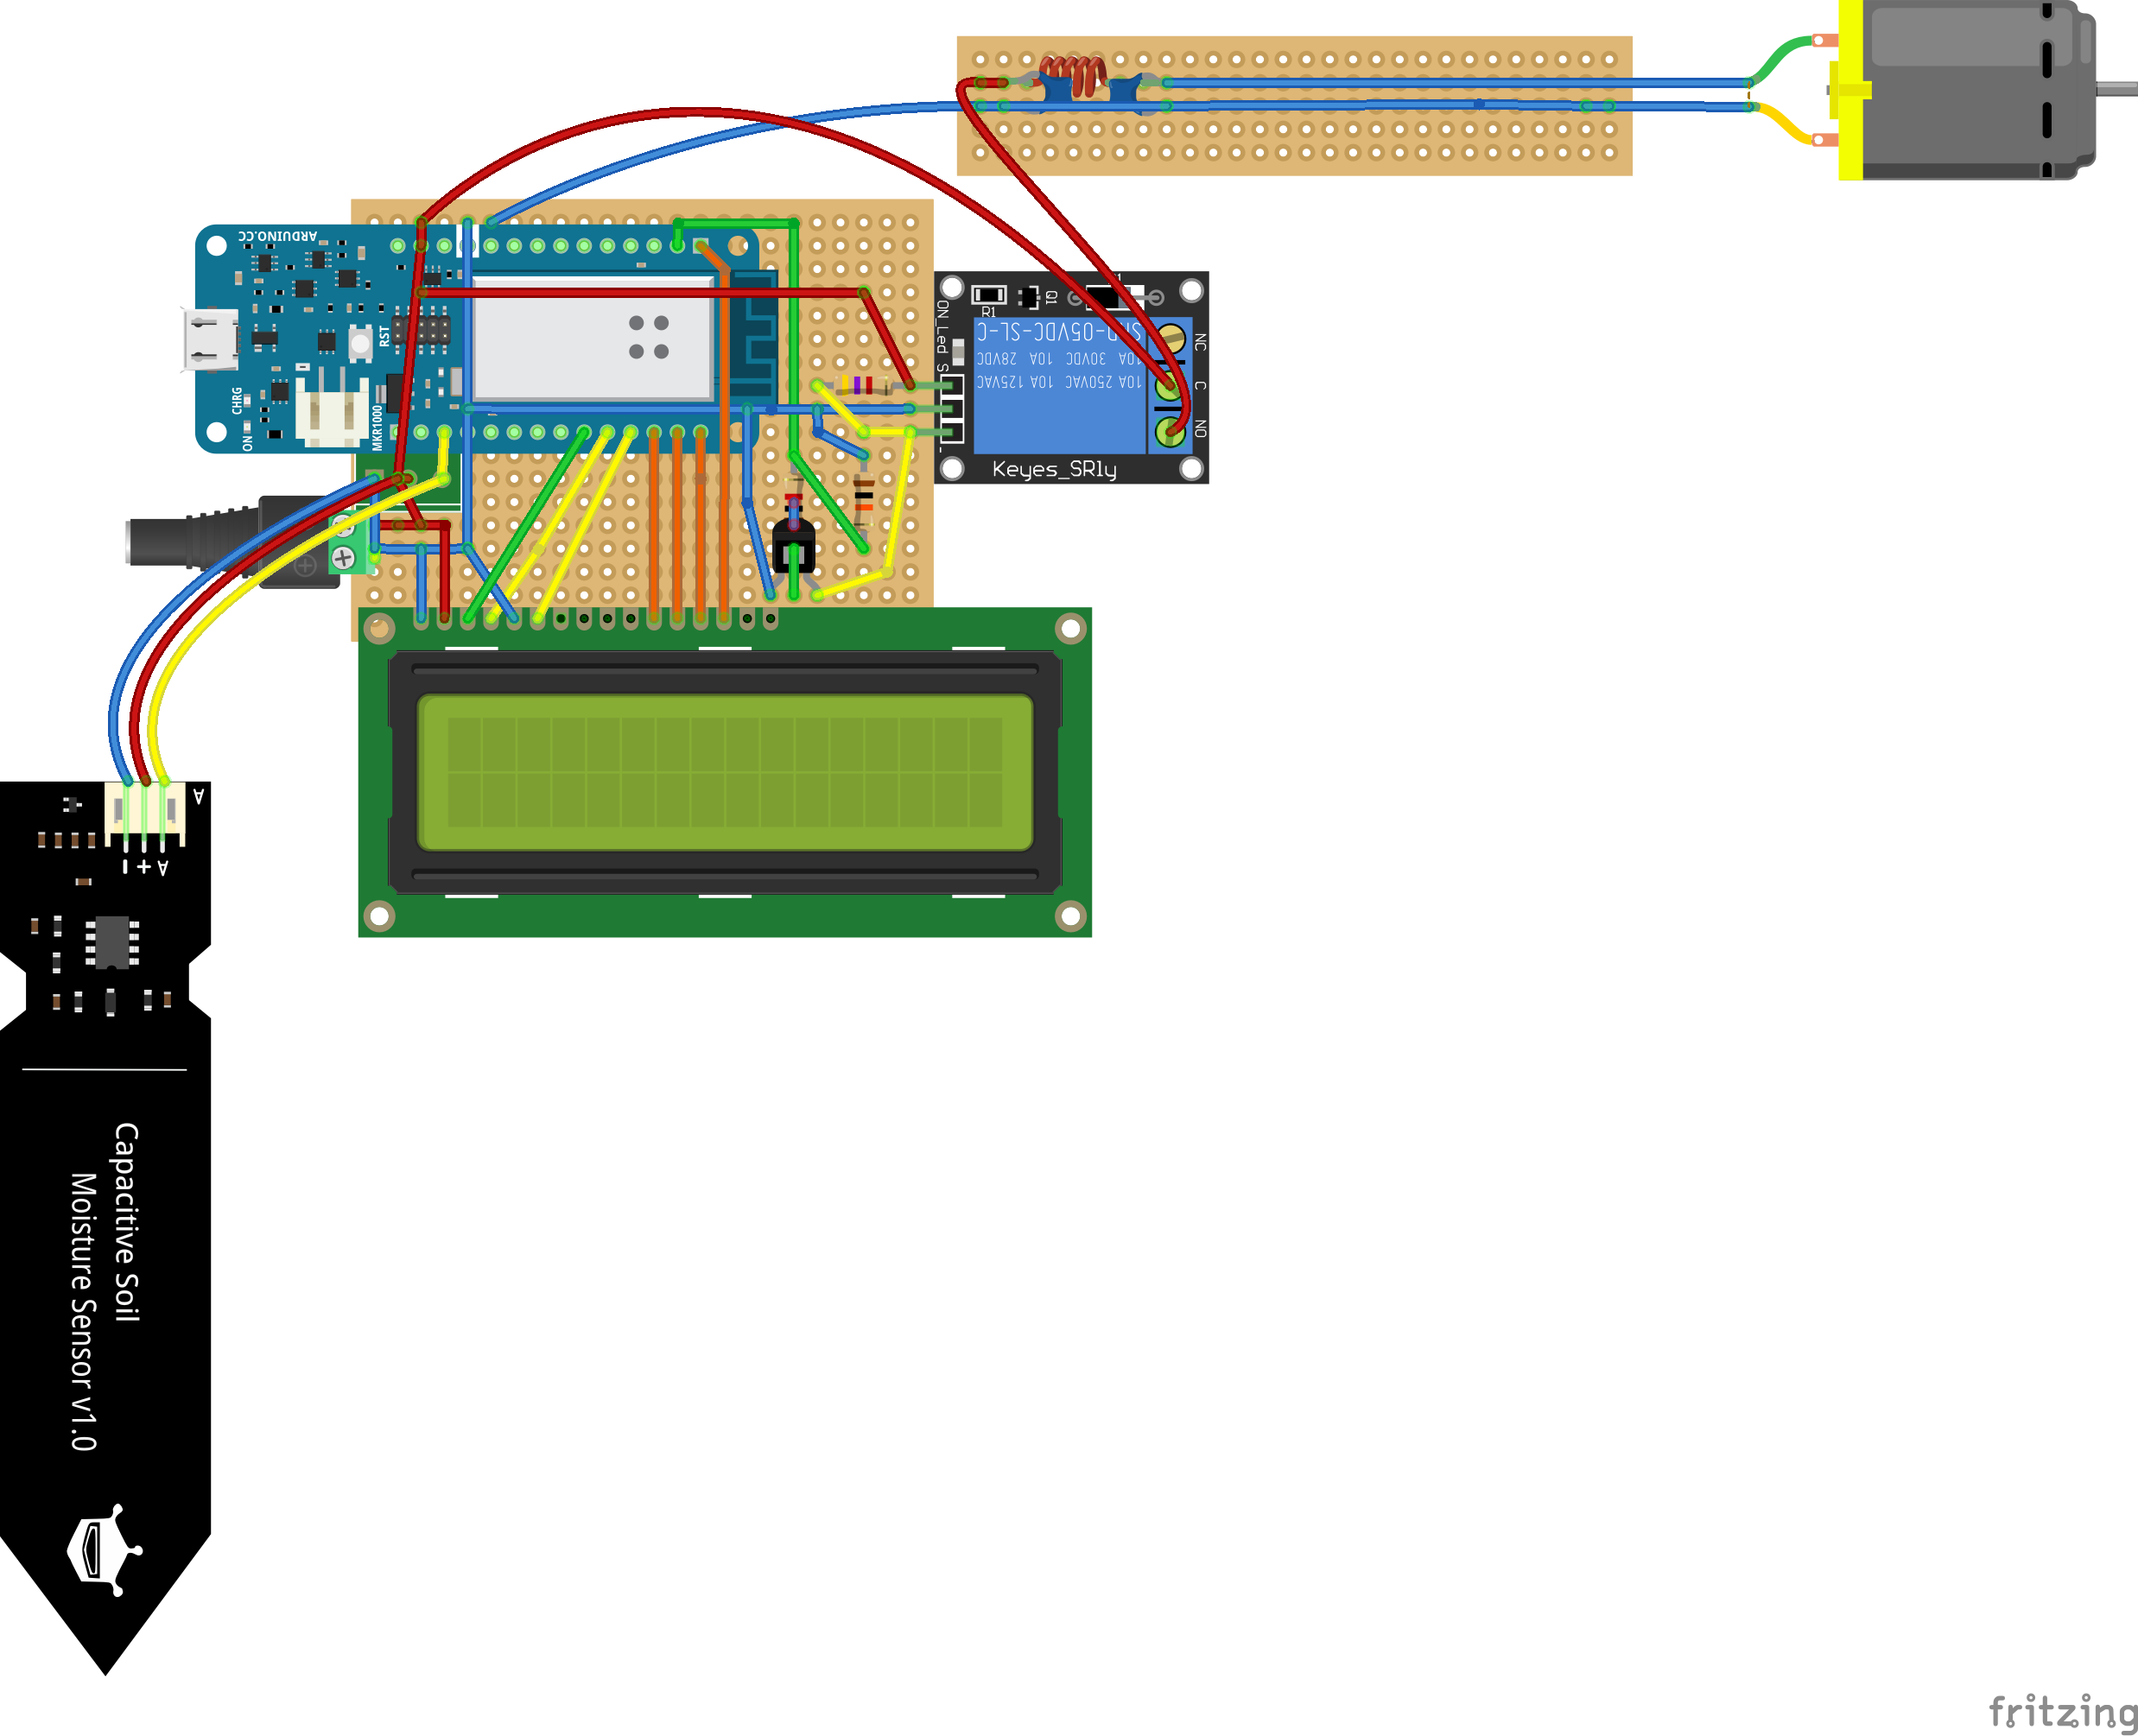 ARDUINO.CC
RST
CHRG
ON
MKR1000
ON_Led
S
-
R1
Q1
SRD-05VDC-SL-C
10A 30VDC 10A 28VDC
10A 250VAC 10A 125VAC
NC
C
NO
Keyes_SRly
A
- + A
Capacitive Soil
Moisture Sensor v1.0
fritzing